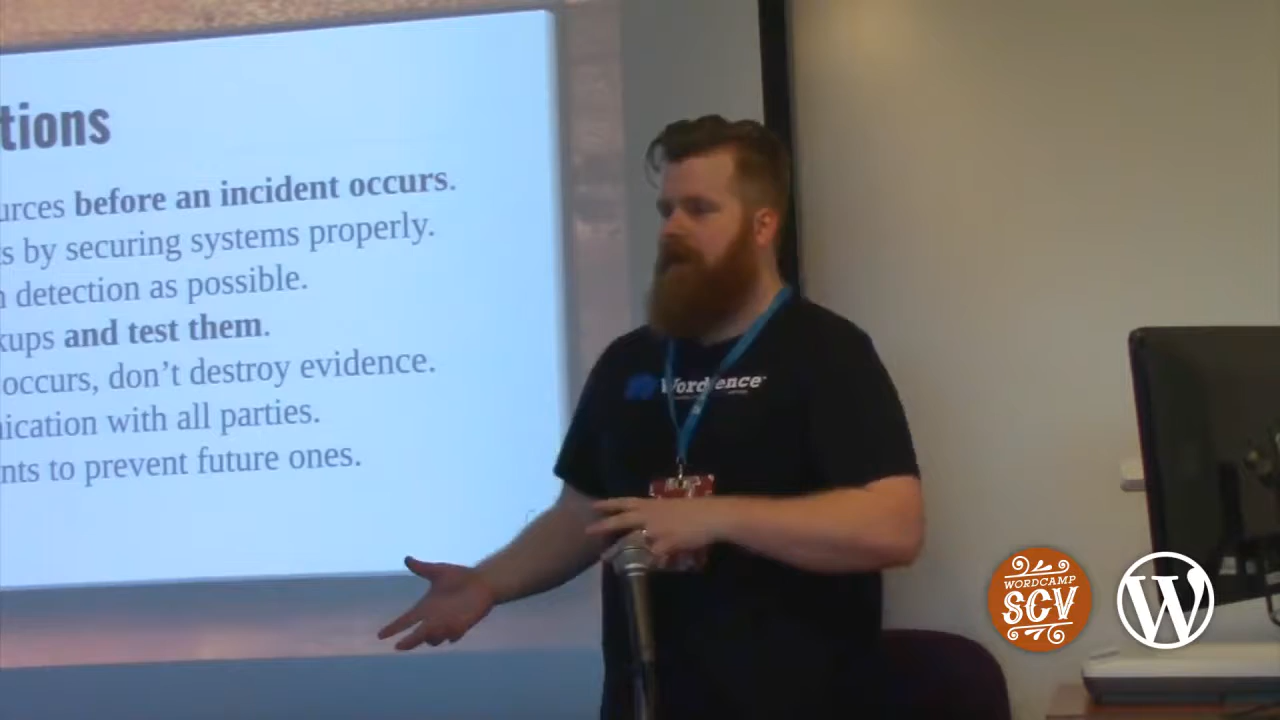 tions
urces before an incident occurs.
s by securing systems properly.
n detection as possible.
kups and test them.
occurs, don't destroy evidence.
nication with all parties.
nts to prevent future ones.
Wordfence
WORDCAMP
SCV
W